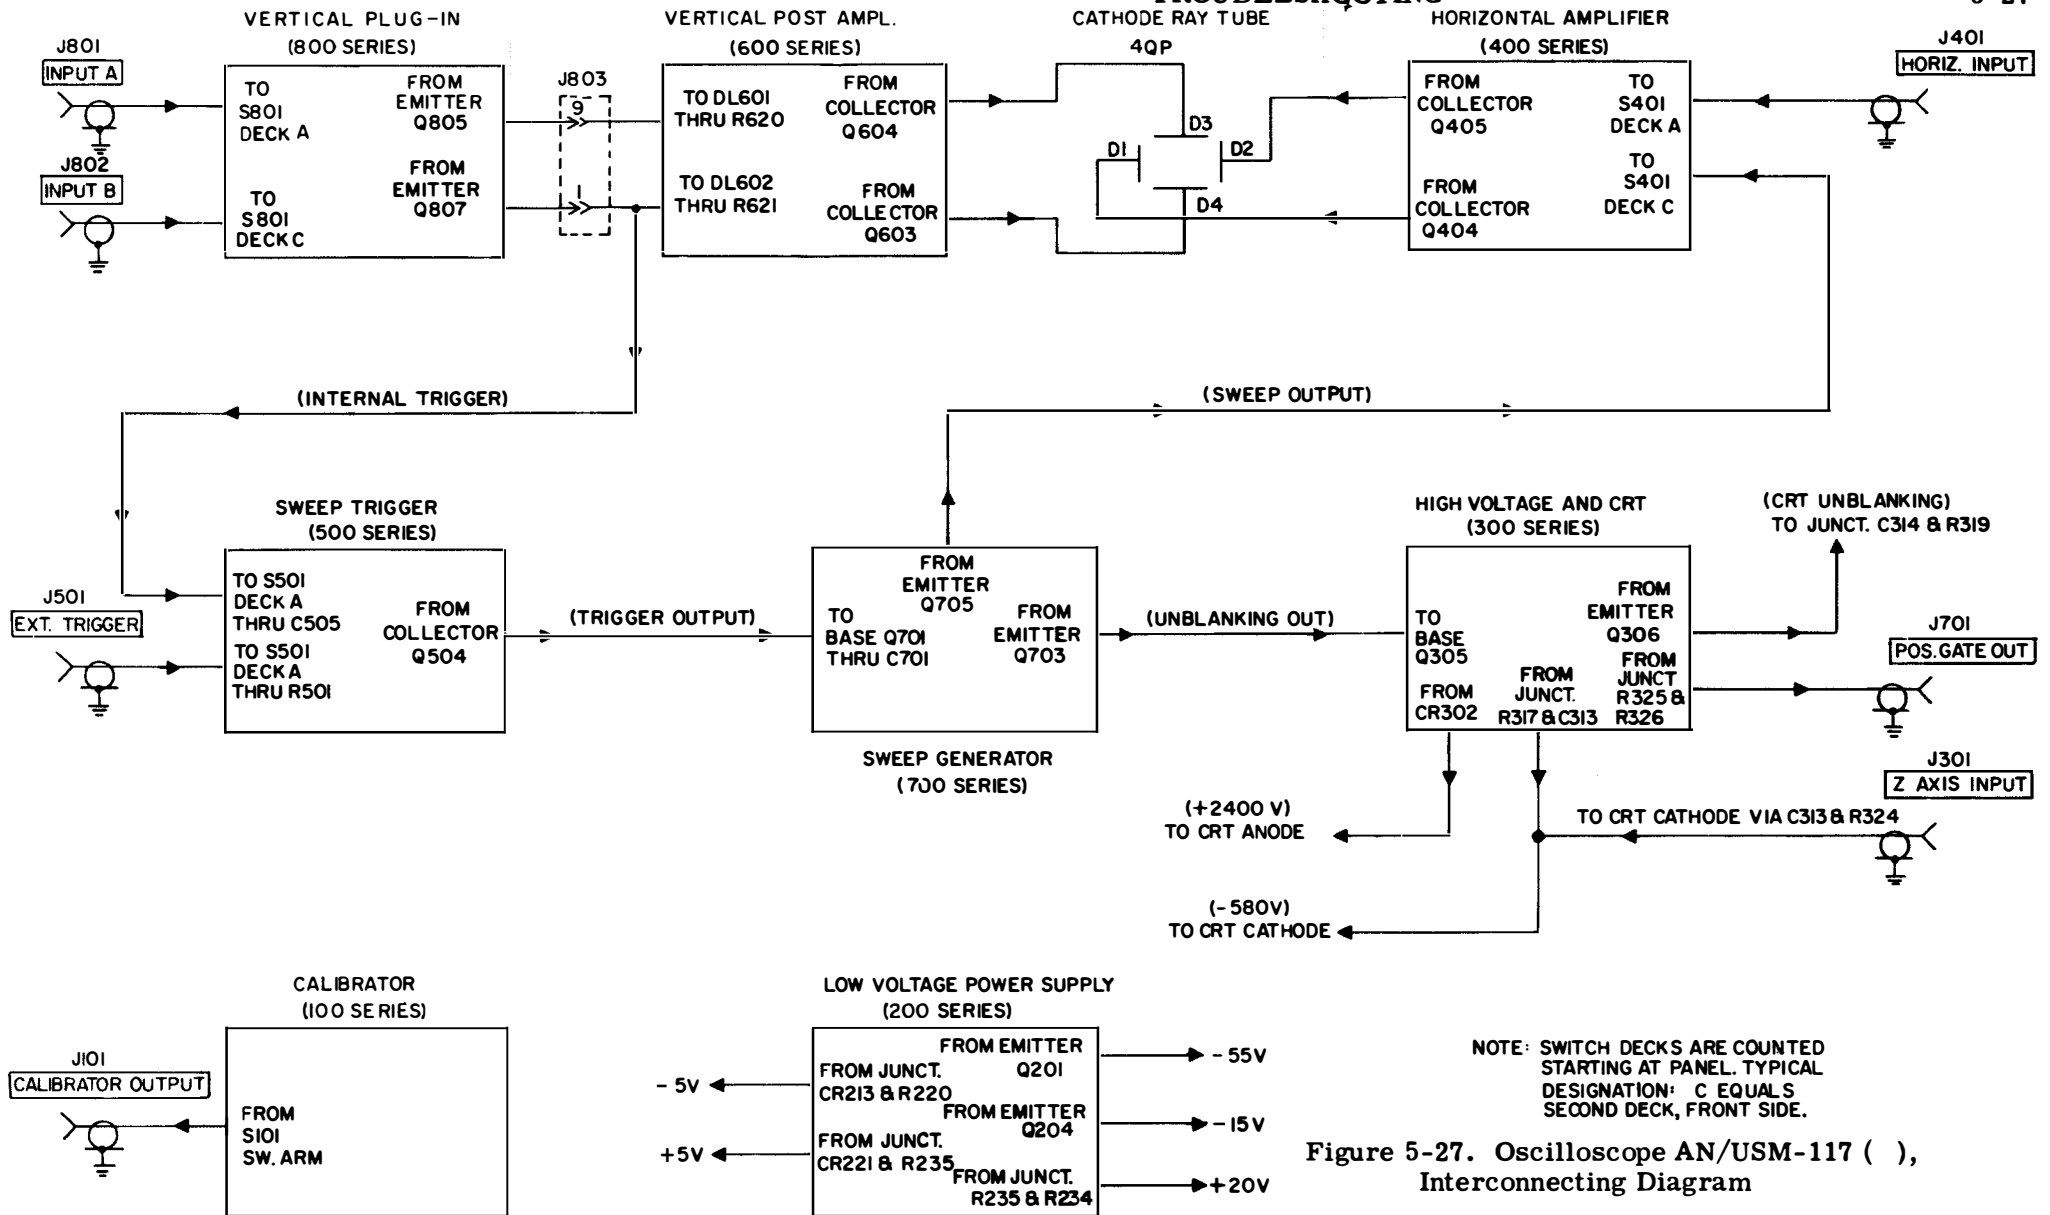 TROUBLESHOOTING
VERTICAL PLUG-IN
(800 SERIES)
VERTICAL POST AMPL.
(600 SERIES)
CATHODE RAY TUBE
4QP
HORIZONTAL AMPLIFIER
(400 SERIES)
J801
INPUT A
J802
INPUT B
TO
S801
DECK A
TO
S801
DECK C
FROM
EMITTER
Q805
FROM
EMITTER
Q807
J803
9
1
TO DL601
THRU R620
TO DL602
THRU R621
FROM
COLLECTOR
Q604
FROM
COLLECTOR
Q603
D1
D3
D2
D4
FROM
COLLECTOR
Q405
FROM
COLLECTOR
Q404
TO
S401
DECK A
TO
S401
DECK C
J401
HORIZ. INPUT
(INTERNAL TRIGGER)
(SWEEP OUTPUT)
SWEEP TRIGGER
(500 SERIES)
J501
EXT. TRIGGER
TO S501
DECK A
THRU C505
TO S501
DECK A
THRU R501
FROM
COLLECTOR
Q504
(TRIGGER OUTPUT)
FROM
EMITTER
Q705
TO
BASE Q701
THRU C701
FROM
EMITTER
Q703
SWEEP GENERATOR
(700 SERIES)
(UNBLANKING OUT)
HIGH VOLTAGE AND CRT
(300 SERIES)
TO
BASE
Q305
FROM
CR302
FROM
JUNCT.
R317 & C313
FROM
EMITTER
Q306
FROM
JUNCT
R325 &
R326
(CRT UNBLANKING)
TO JUNCT. C314 & R319
J701
POS. GATE OUT
J301
Z AXIS INPUT
TO CRT CATHODE VIA C313 & R324
(+2400 V)
TO CRT ANODE
(-580V)
TO CRT CATHODE
CALIBRATOR
(100 SERIES)
J101
CALIBRATOR OUTPUT
FROM
S101
SW. ARM
LOW VOLTAGE POWER SUPPLY
(200 SERIES)
- 5V
+5V
FROM JUNCT.
CR213 & R220
FROM JUNCT.
CR221 & R235
FROM EMITTER
Q201
FROM EMITTER
Q204
FROM JUNCT.
R235 & R234
- 55V
- 15V
+ 20V
NOTE: SWITCH DECKS ARE COUNTED
STARTING AT PANEL. TYPICAL
DESIGNATION: C EQUALS
SECOND DECK, FRONT SIDE.
Figure 5-27. Oscilloscope AN/USM-117 ( ),
Interconnecting Diagram